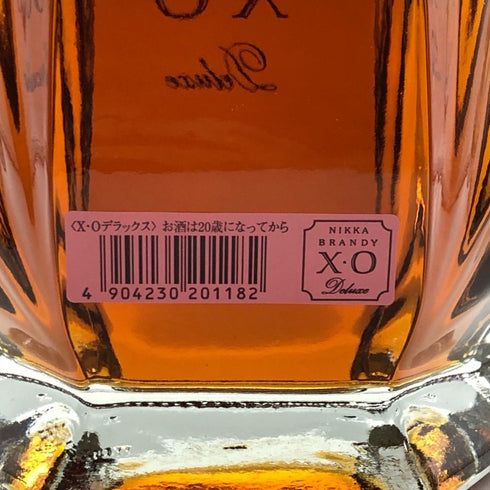 XO
Deluxe
〈X・Oデラックス〉お酒は20歳になってから
4 904230 201182
NIKKA
BRANDY
X・O
Deluxe